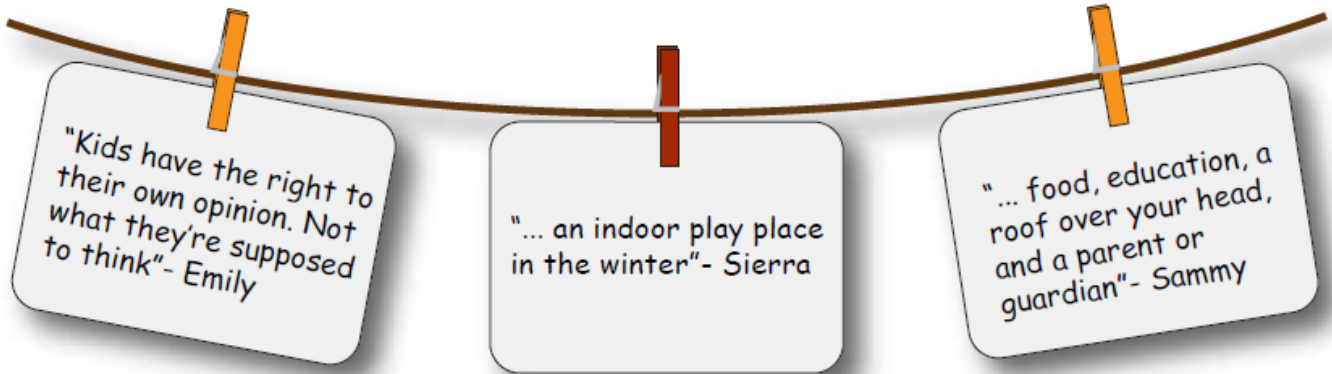 "Kids have the right to
their own opinion. Not
what they're supposed
to think"- Emily
"... an indoor play place
in the winter"- Sierra
"... food, education, a
roof over your head,
and a parent or
guardian"- Sammy